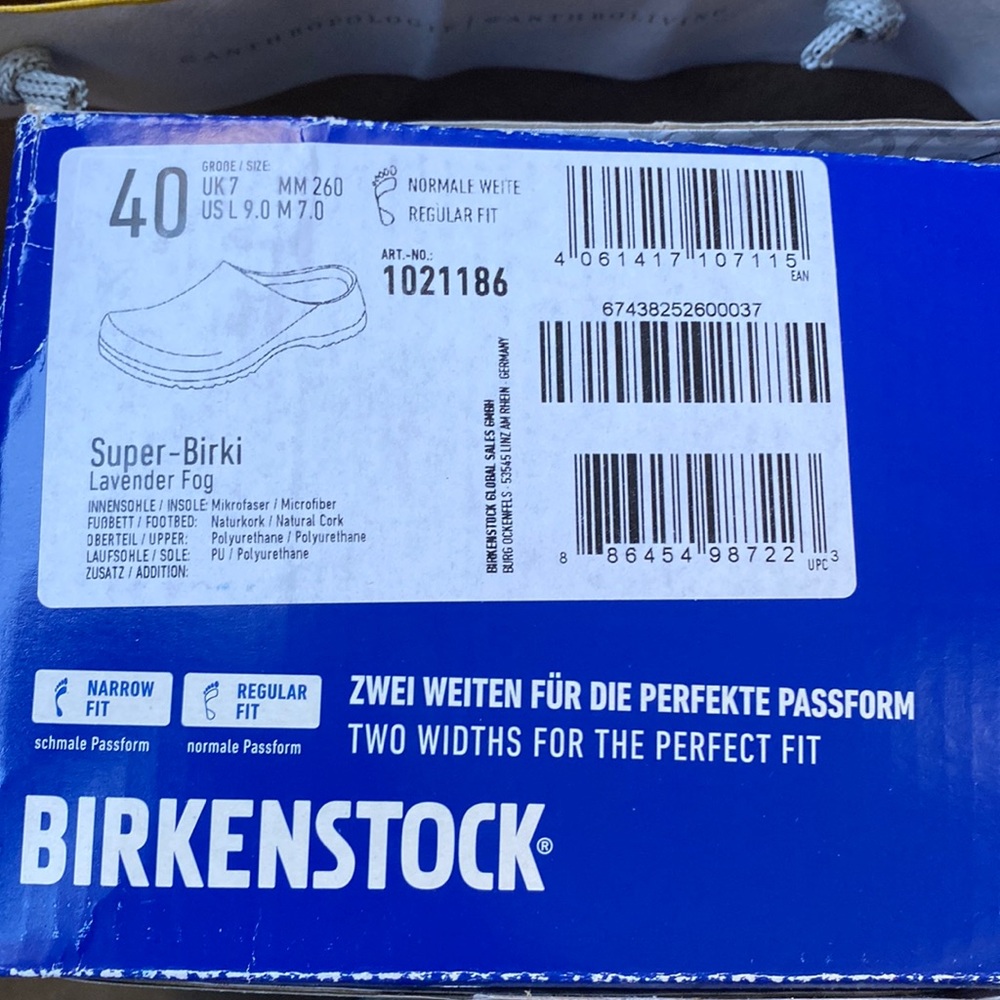 @ANTHROPOLOGIE | @ANTHROLIVING
40
GRÖßE / SIZE:
UK 7 MM 260
US L 9.0 M 7.0
NORMALE WEITE
REGULAR FIT
ART.-NO.:
1021186
4 061417 107115
EAN
67438252600037
Super-Birki
Lavender Fog
INNENSOHLE / INSOLE: Mikrofaser / Microfiber
FUßBETT / FOOTBED: Naturkork / Natural Cork
OBERTEIL / UPPER: Polyurethane / Polyurethane
LAUFSOHLE / SOLE: PU / Polyurethane
ZUSATZ / ADDITION:
BIRKENSTOCK GLOBAL SALES GMBH
BURG OCKENFELS · 53545 LINZ AM RHEIN · GERMANY
8 86454 98722 3
UPC
NARROW FIT
schmale Passform
REGULAR FIT
normale Passform
ZWEI WEITEN FÜR DIE PERFEKTE PASSFORM
TWO WIDTHS FOR THE PERFECT FIT
BIRKENSTOCK®